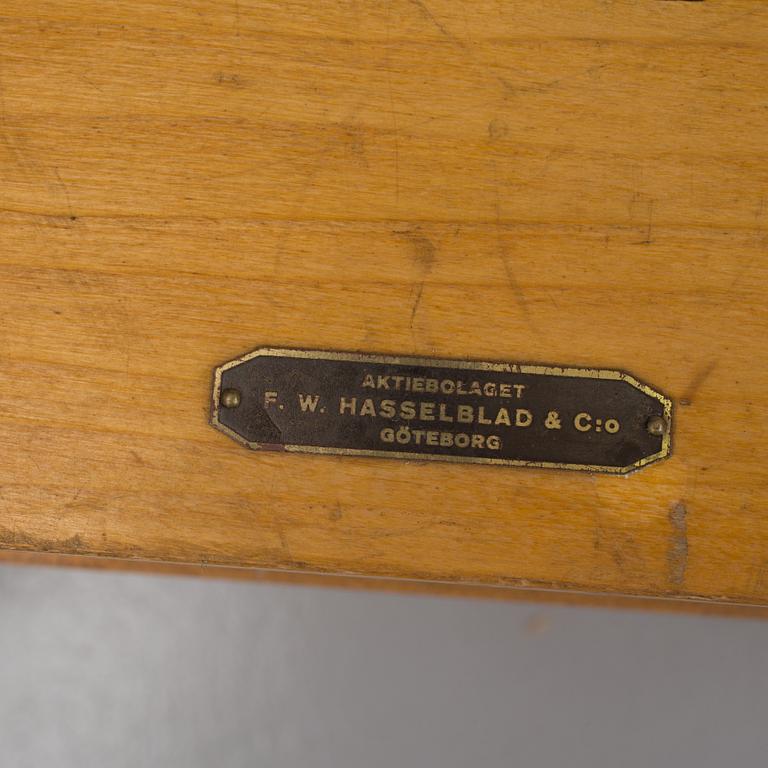 AKTIEBOLAGET
F. W. HASSELBLAD & C:o
GÖTEBORG